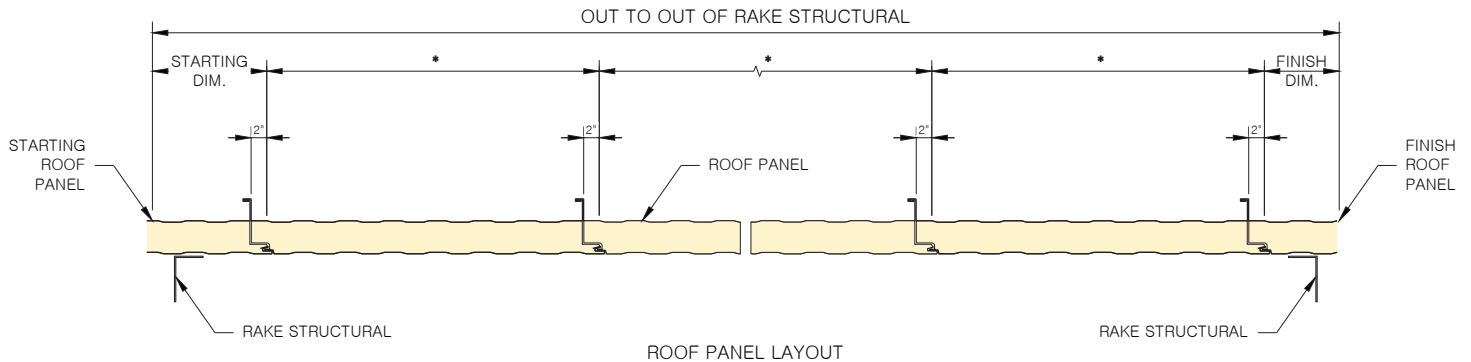 OUT TO OUT OF RAKE STRUCTURAL
STARTING
DIM.
*
*
*
FINISH
DIM.
2"
2"
2"
2"
STARTING
ROOF
PANEL
ROOF PANEL
FINISH
ROOF
PANEL
RAKE STRUCTURAL
RAKE STRUCTURAL
ROOF PANEL LAYOUT